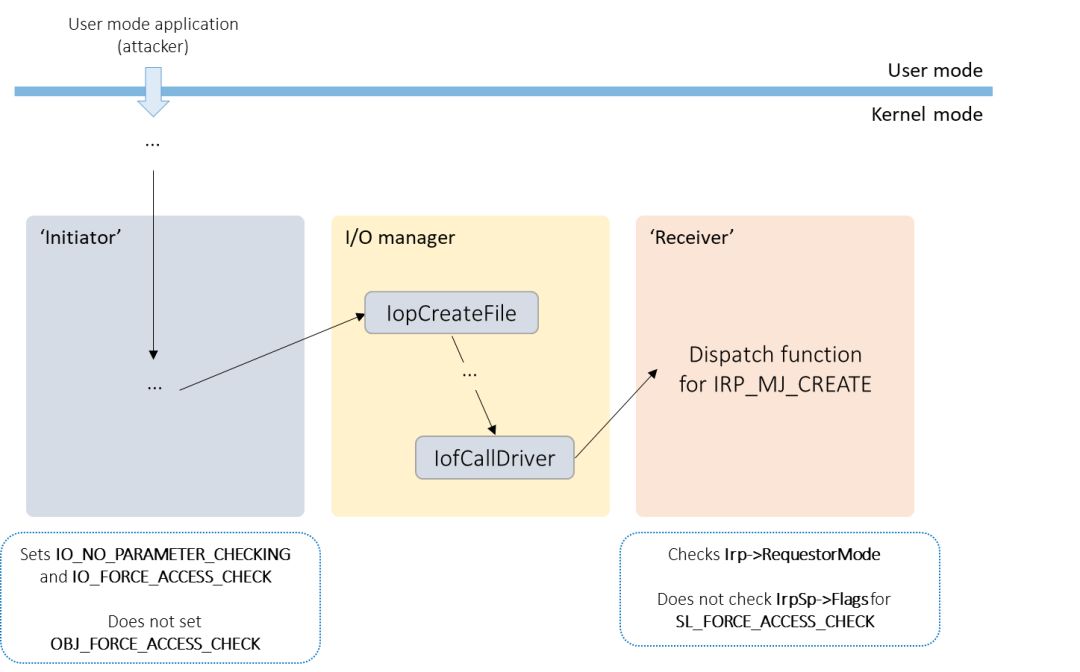 User mode application
(attacker)
User mode
Kernel mode
...
‘Initiator’
...
I/O manager
IopCreateFile
...
IofCallDriver
‘Receiver’
Dispatch function
for IRP_MJ_CREATE
Sets IO_NO_PARAMETER_CHECKING
and IO_FORCE_ACCESS_CHECK
Does not set
OBJ_FORCE_ACCESS_CHECK
Checks Irp->RequestorMode
Does not check IrpSp->Flags for
SL_FORCE_ACCESS_CHECK